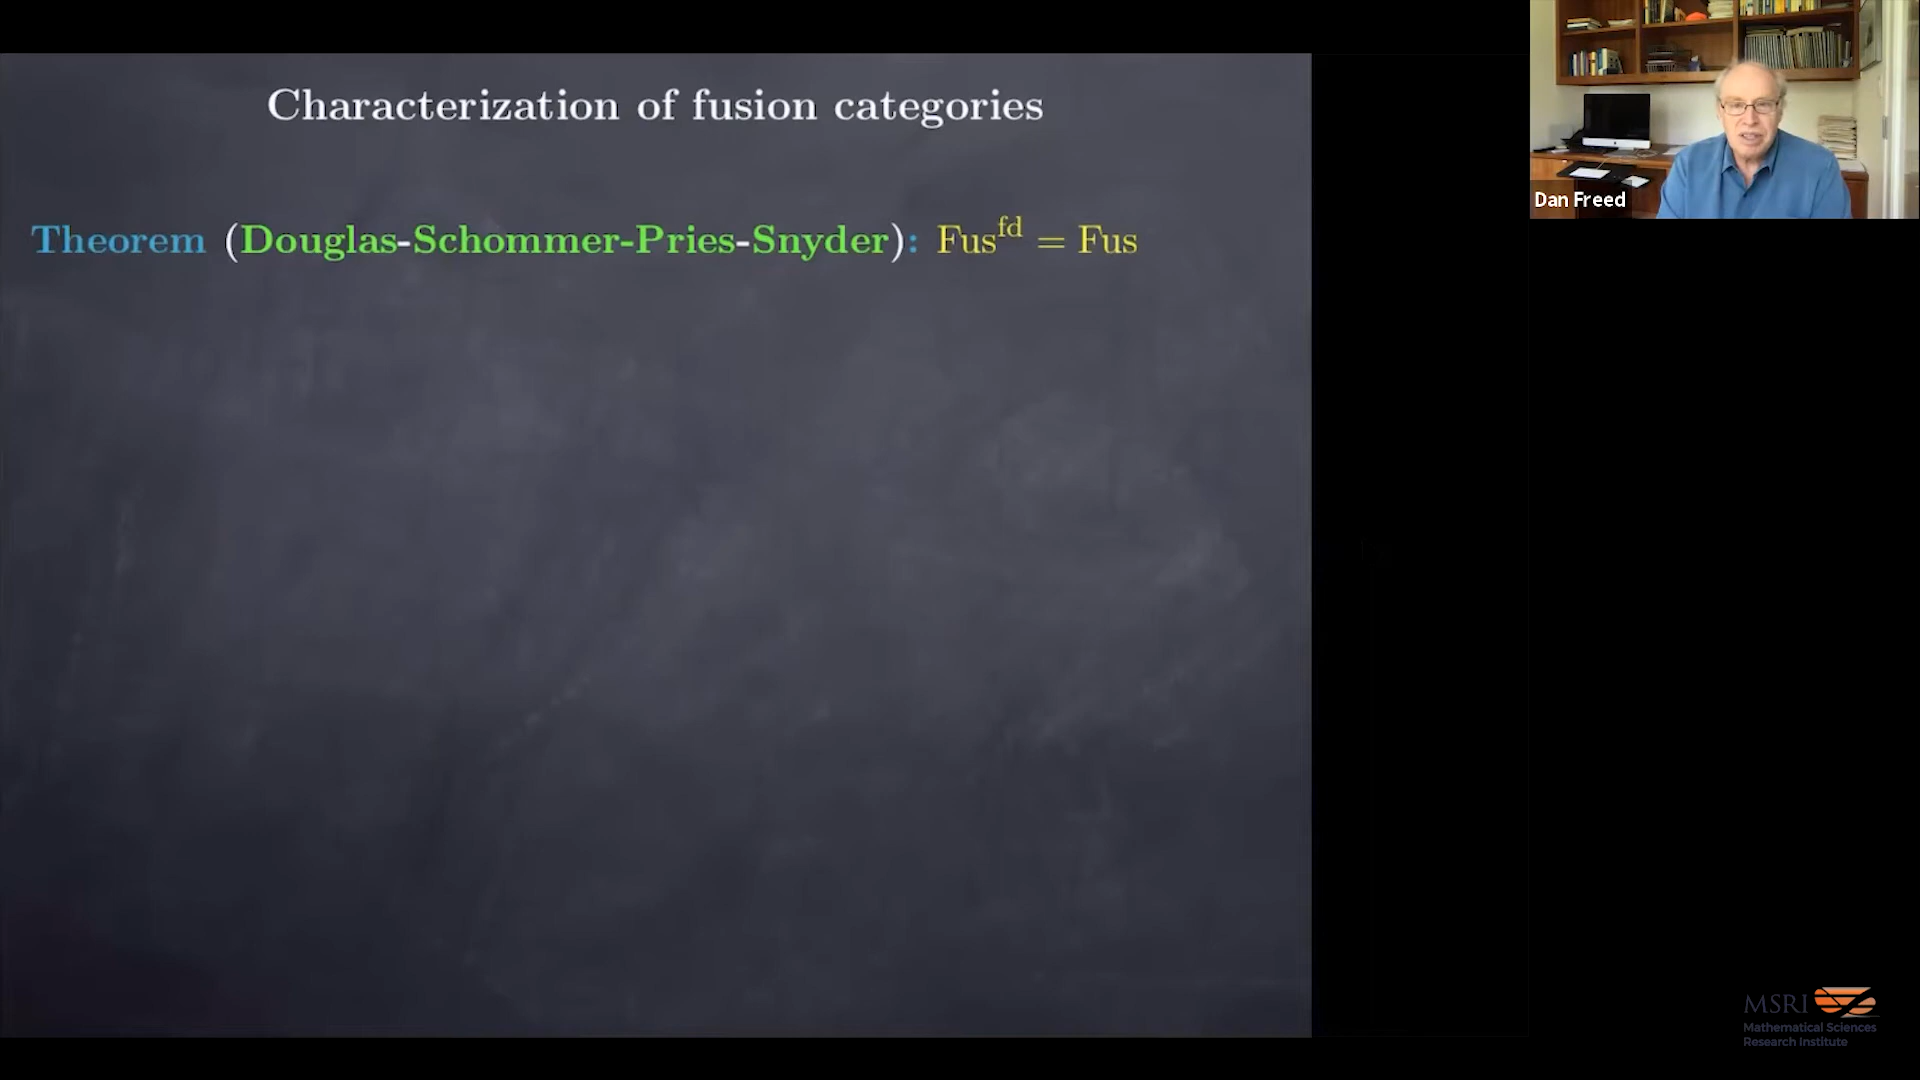 Characterization of fusion categories
Theorem (Douglas-Schommer-Pries-Snyder): Fus^fd = Fus
Dan Freed
MSRI
Mathematical Sciences
Research Institute